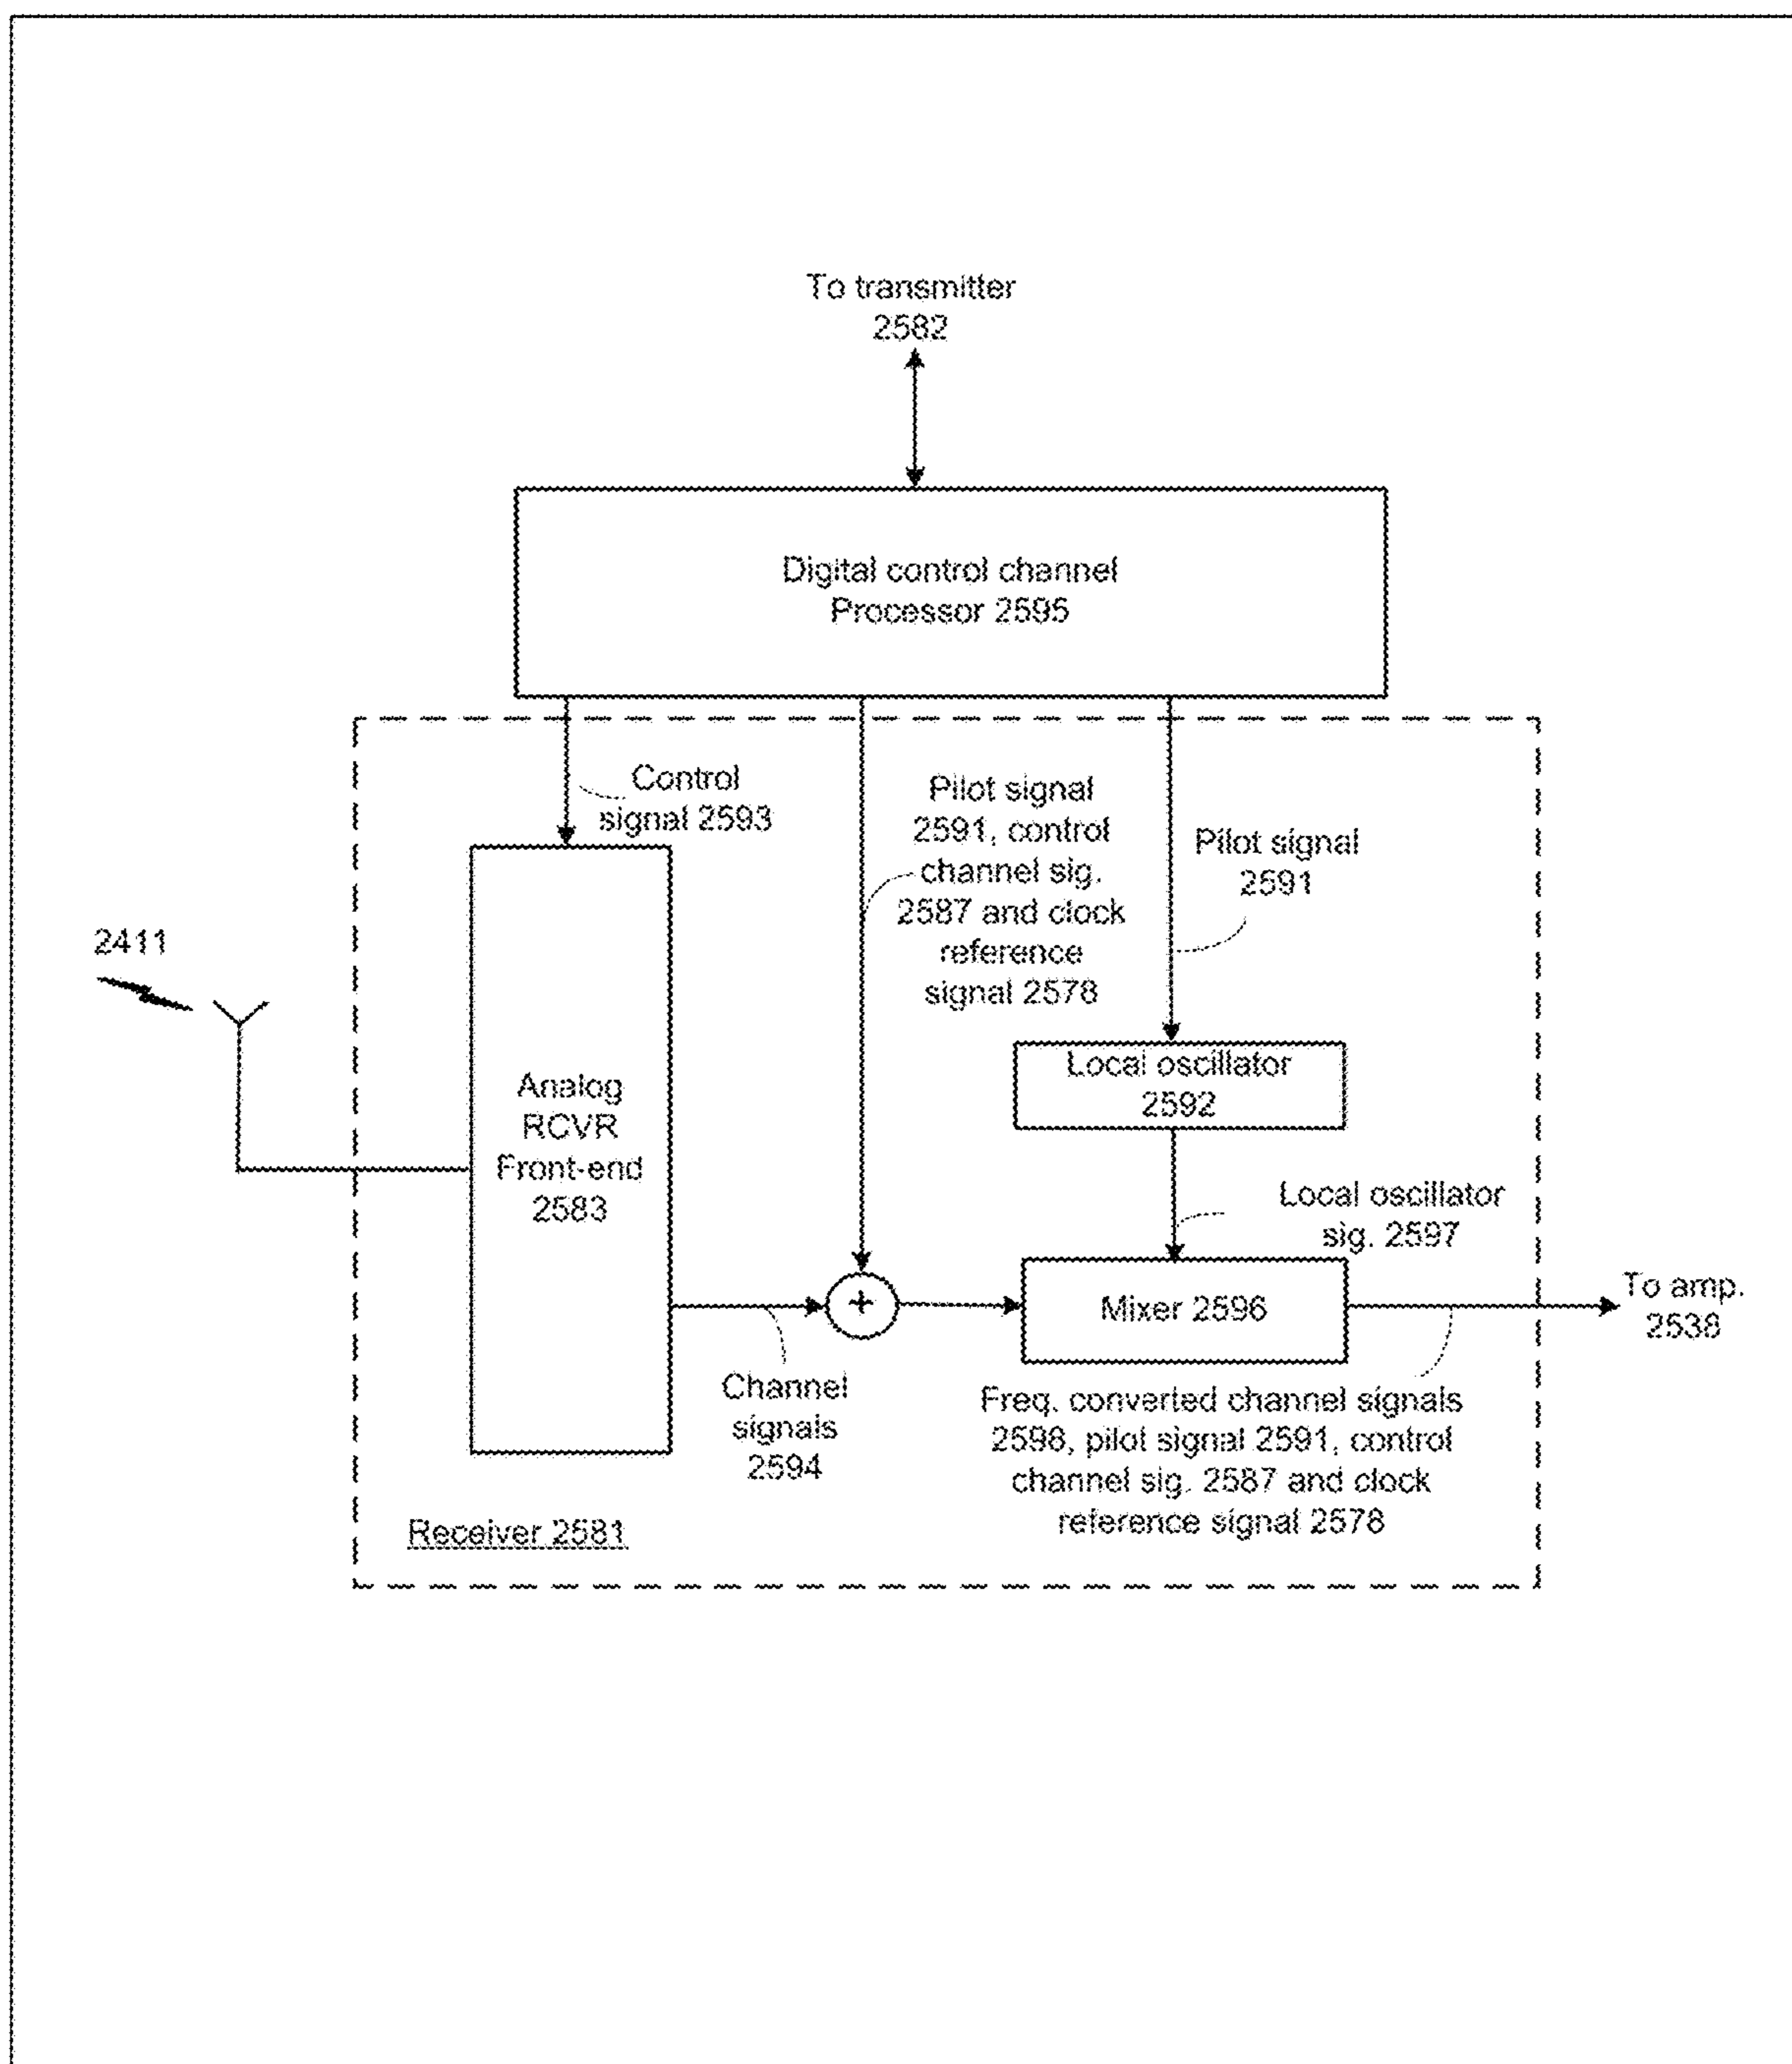 To transmitter
2582
Digital control channel
Processor 2595
Control
signal 2593
Pilot signal
2591, control
channel sig.
2587 and clock
reference
signal 2578
Pilot signal
2591
2411
Analog
RCVR
Front-end
2583
Local oscillator
2592
Local oscillator
sig. 2597
+
Mixer 2596
To amp.
2538
Channel
signals
2594
Freq. converted channel signals
2598, pilot signal 2591, control
channel sig. 2587 and clock
reference signal 2578
Receiver 2581